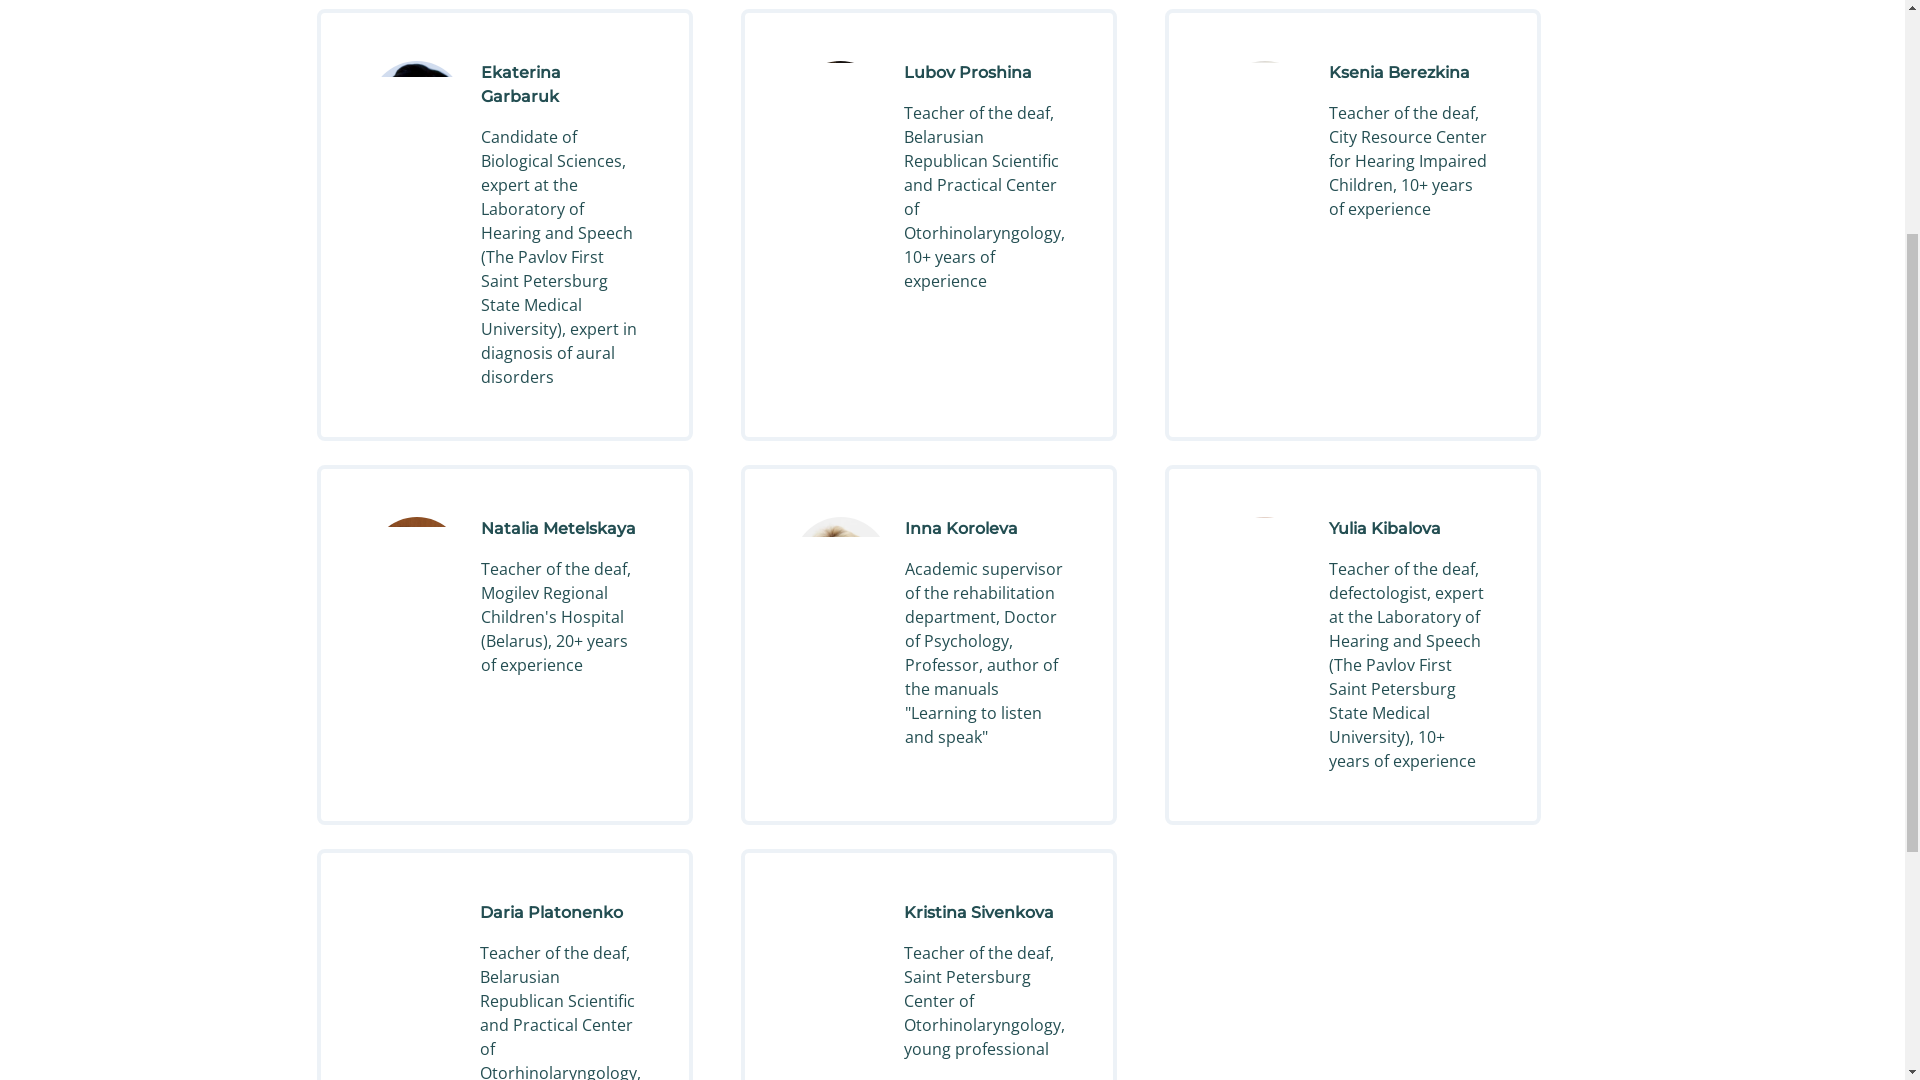 Ekaterina
Garbaruk
Candidate of
Biological Sciences,
expert at the
Laboratory of
Hearing and Speech
(The Pavlov First
Saint Petersburg
State Medical
University), expert in
diagnosis of aural
disorders
Lubov Proshina
Teacher of the deaf,
Belarusian
Republican Scientific
and Practical Center
of
Otorhinolaryngology,
10+ years of
experience
Ksenia Berezkina
Teacher of the deaf,
City Resource Center
for Hearing Impaired
Children, 10+ years
of experience
Natalia Metelskaya
Teacher of the deaf,
Mogilev Regional
Children's Hospital
(Belarus), 20+ years
of experience
Inna Koroleva
Academic supervisor
of the rehabilitation
department, Doctor
of Psychology,
Professor, author of
the manuals
"Learning to listen
and speak"
Yulia Kibalova
Teacher of the deaf,
defectologist, expert
at the Laboratory of
Hearing and Speech
(The Pavlov First
Saint Petersburg
State Medical
University), 10+
years of experience
Daria Platonenko
Teacher of the deaf,
Belarusian
Republican Scientific
and Practical Center
of
Otorhinolaryngology,
Kristina Sivenkova
Teacher of the deaf,
Saint Petersburg
Center of
Otorhinolaryngology,
young professional